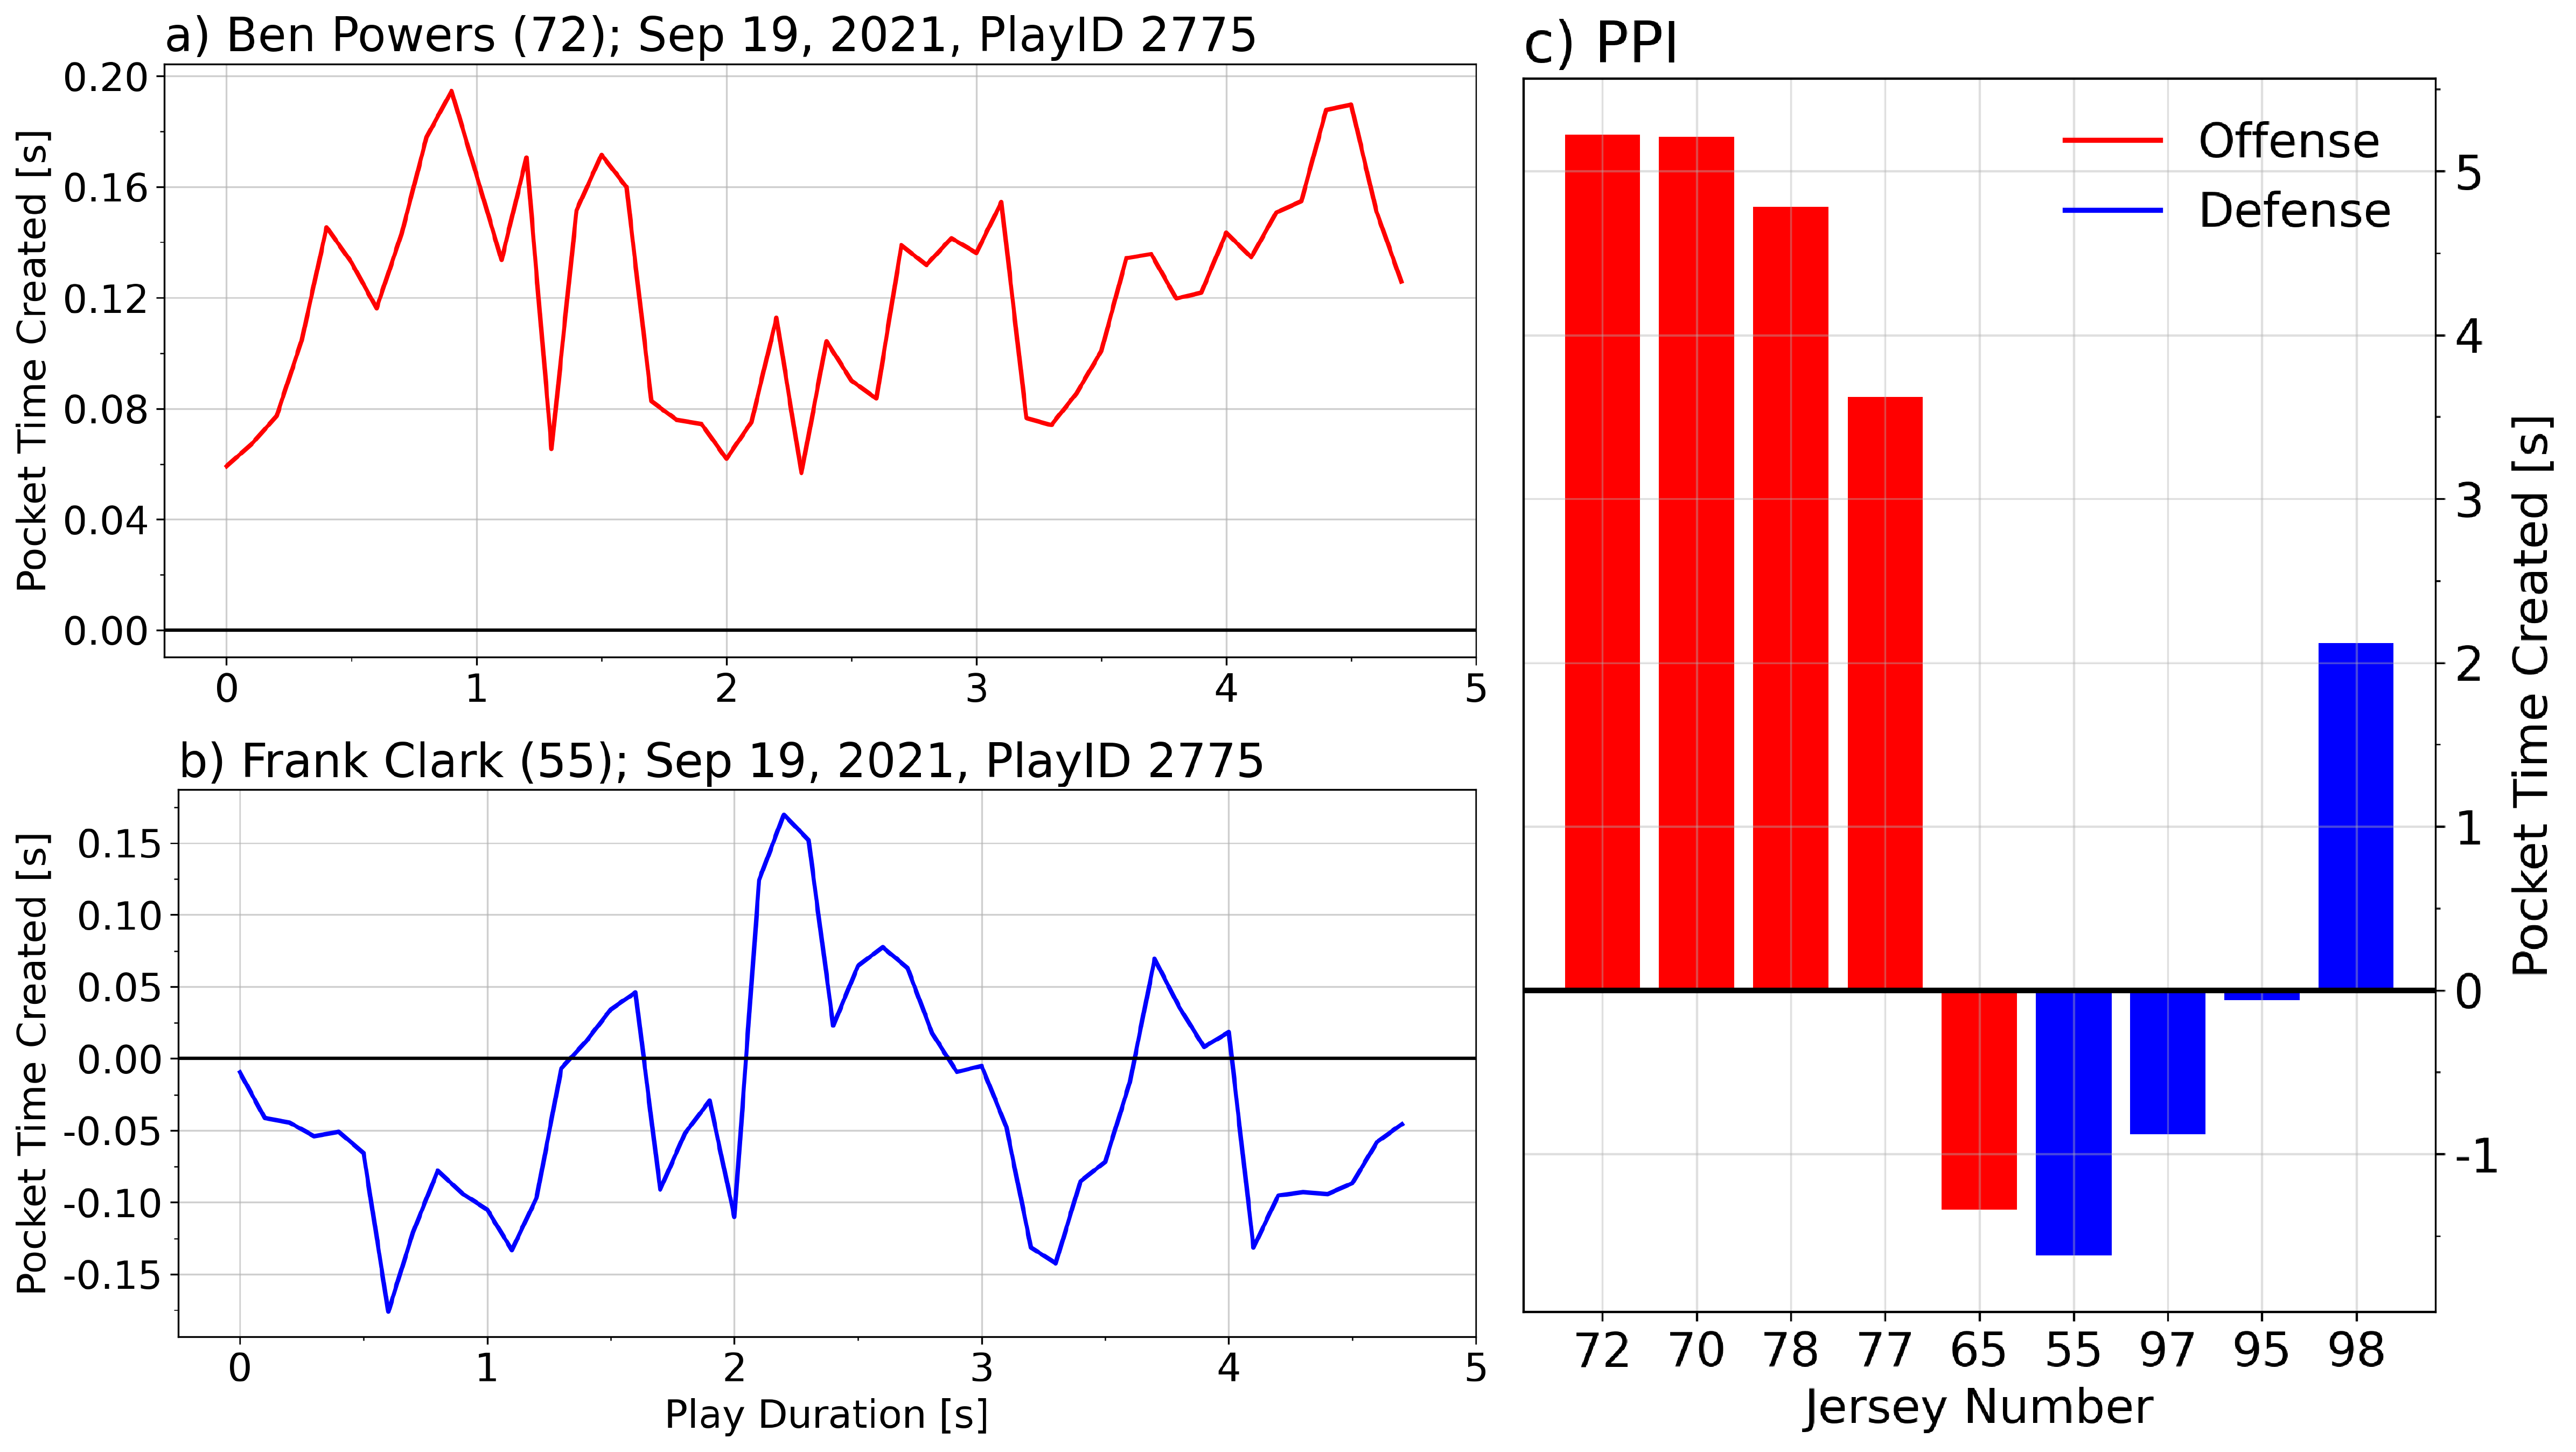 a) Ben Powers (72); Sep 19, 2021, PlayID 2775
Pocket Time Created [s]
0.20
0.16
0.12
0.08
0.04
0.00
0 1 2 3 4 5
b) Frank Clark (55); Sep 19, 2021, PlayID 2775
Pocket Time Created [s]
0.15
0.10
0.05
0.00
-0.05
-0.10
-0.15
0 1 2 3 4 5
Play Duration [s]
c) PPI
Offense
Defense
5
4
3
2
1
0
-1
Pocket Time Created [s]
72 70 78 77 65 55 97 95 98
Jersey Number